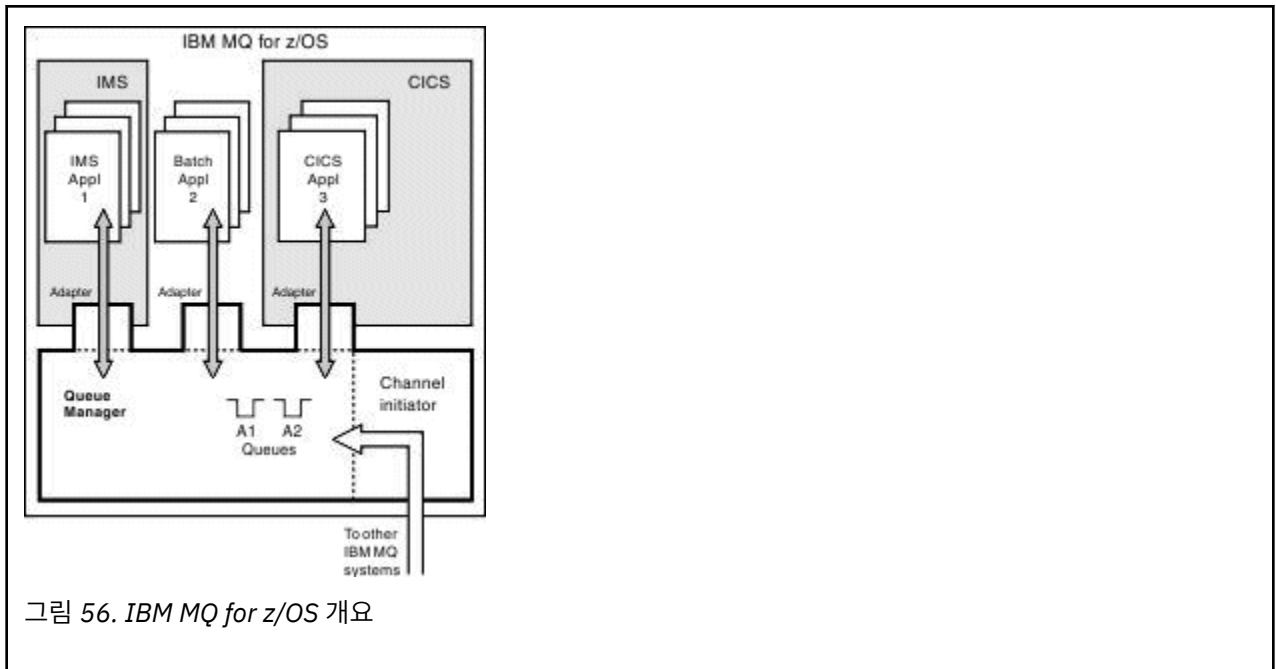 IBM MQ for z/OS
IMS
CICS
IMS
Appl
1
Batch
Appl
2
CICS
Appl
3
Adapter
Adapter
Adapter
Queue
Manager
Channel
initiator
A1
A2
Queues
To other
IBM MQ
systems
그림 56. IBM MQ for z/OS 개요